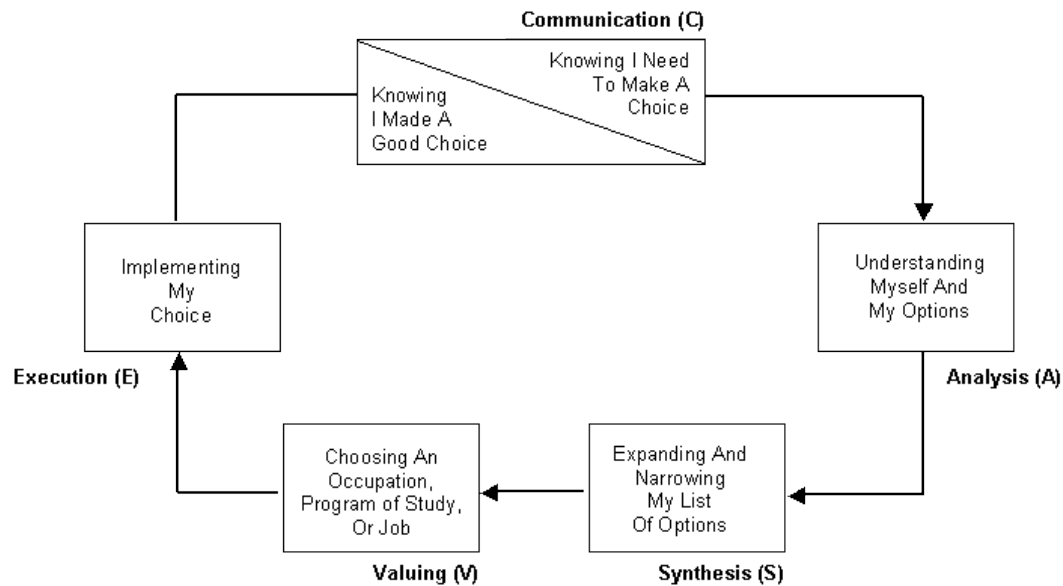 Communication (C)
Knowing I Need
To Make A
Choice
Knowing
I Made A
Good Choice
Implementing
My
Choice
Understanding
Myself And
My Options
Execution (E)
Analysis (A)
Choosing An
Occupation,
Program of Study,
Or Job
Expanding And
Narrowing
My List
Of Options
Valuing (V)
Synthesis (S)